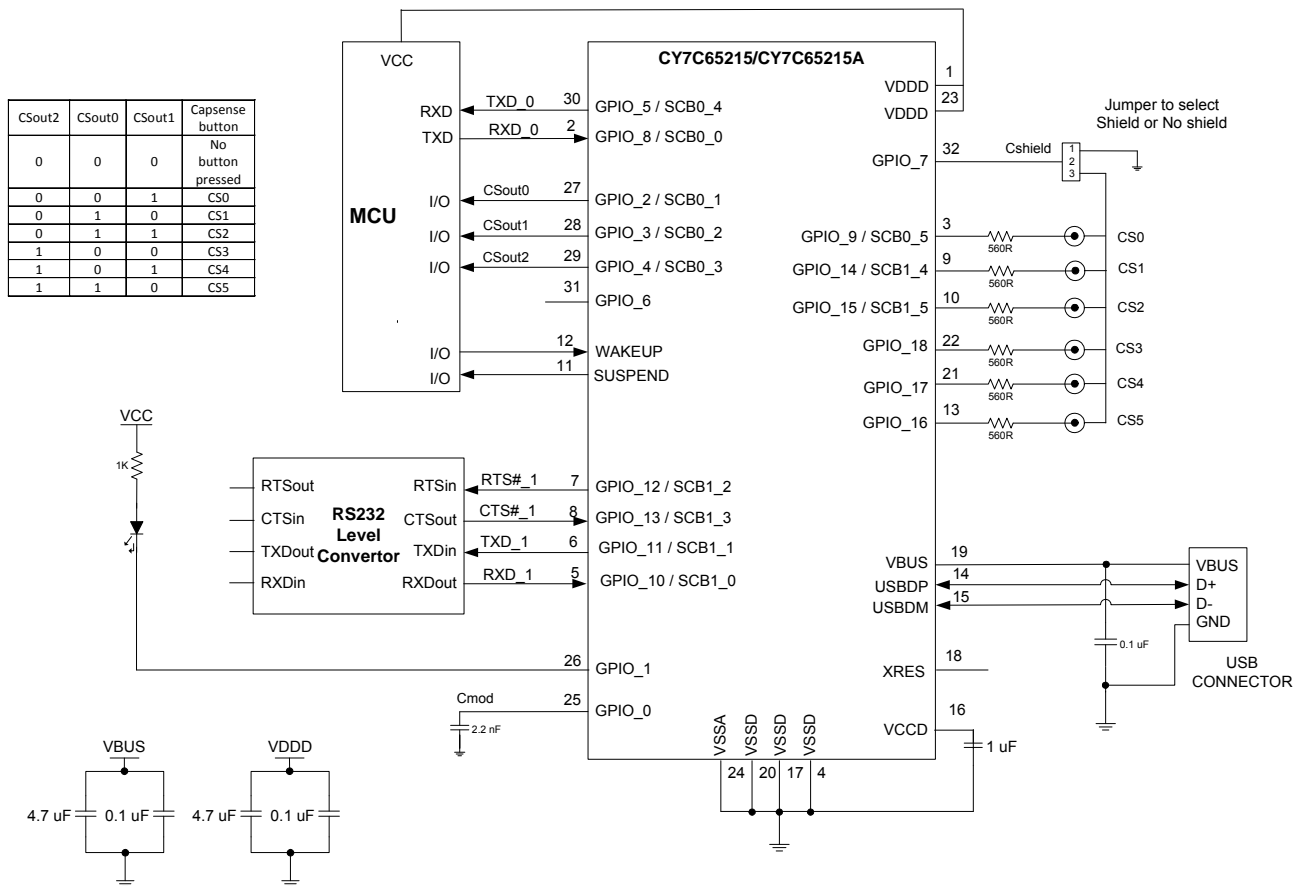 CY7C65215/CY7C65215A
VCC
MCU
RXD
TXD
I/O
I/O
I/O
I/O
I/O
TXD_0
RXD_0
CSout0
CSout1
CSout2
30
2
27
28
29
31
12
11
GPIO_5 / SCB0_4
GPIO_8 / SCB0_0
GPIO_2 / SCB0_1
GPIO_3 / SCB0_2
GPIO_4 / SCB0_3
GPIO_6
WAKEUP
SUSPEND
VDDD
1
VDDD
23
GPIO_7
32
Cshield
1
2
3
Jumper to select
Shield or No shield
GPIO_9 / SCB0_5
3
560R
CS0
GPIO_14 / SCB1_4
9
560R
CS1
GPIO_15 / SCB1_5
10
560R
CS2
GPIO_18
22
560R
CS3
GPIO_17
21
560R
CS4
GPIO_16
13
560R
CS5
CSout2 CSout0 CSout1 Capsense
button
0 0 0 No
button
pressed
0 0 1 CS0
0 1 0 CS1
0 1 1 CS2
1 0 0 CS3
1 0 1 CS4
1 1 0 CS5
VCC
1K
RTSout
CTSin
TXDout
RXDin
RS232
Level
Convertor
RTSin
CTSout
TXDin
RXDout
RTS#_1
CTS#_1
TXD_1
RXD_1
7
8
6
5
GPIO_12 / SCB1_2
GPIO_13 / SCB1_3
GPIO_11 / SCB1_1
GPIO_10 / SCB1_0
26
GPIO_1
Cmod
25
GPIO_0
2.2 nF
VBUS
19
USBDP
14
USBDM
15
VBUS
D+
D-
GND
0.1 uF
USB
CONNECTOR
XRES
18
VCCD
16
1 uF
VSSA
VSSD
VSSD
VSSD
24
20
17
4
VBUS
4.7 uF
0.1 uF
VDDD
4.7 uF
0.1 uF